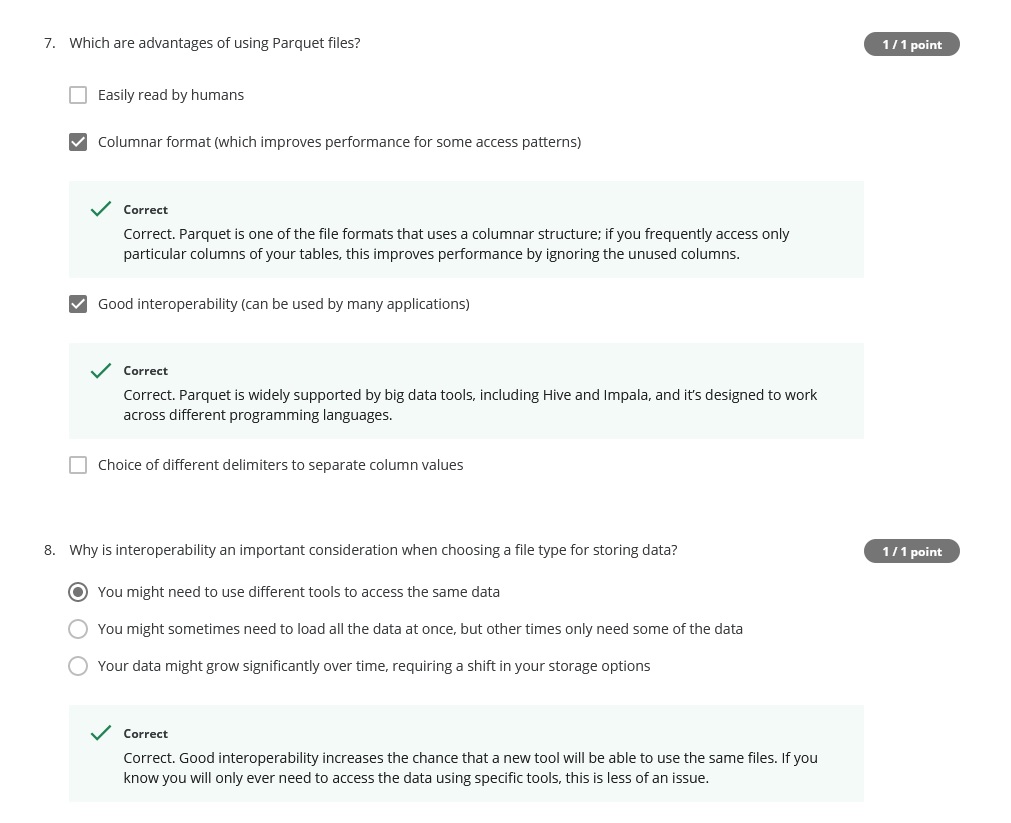 7. Which are advantages of using Parquet files?
1 / 1 point
Easily read by humans
Columnar format (which improves performance for some access patterns)
Correct
Correct. Parquet is one of the file formats that uses a columnar structure; if you frequently access only
particular columns of your tables, this improves performance by ignoring the unused columns.
Good interoperability (can be used by many applications)
Correct
Correct. Parquet is widely supported by big data tools, including Hive and Impala, and it’s designed to work
across different programming languages.
Choice of different delimiters to separate column values
8. Why is interoperability an important consideration when choosing a file type for storing data?
1 / 1 point
You might need to use different tools to access the same data
You might sometimes need to load all the data at once, but other times only need some of the data
Your data might grow significantly over time, requiring a shift in your storage options
Correct
Correct. Good interoperability increases the chance that a new tool will be able to use the same files. If you
know you will only ever need to access the data using specific tools, this is less of an issue.